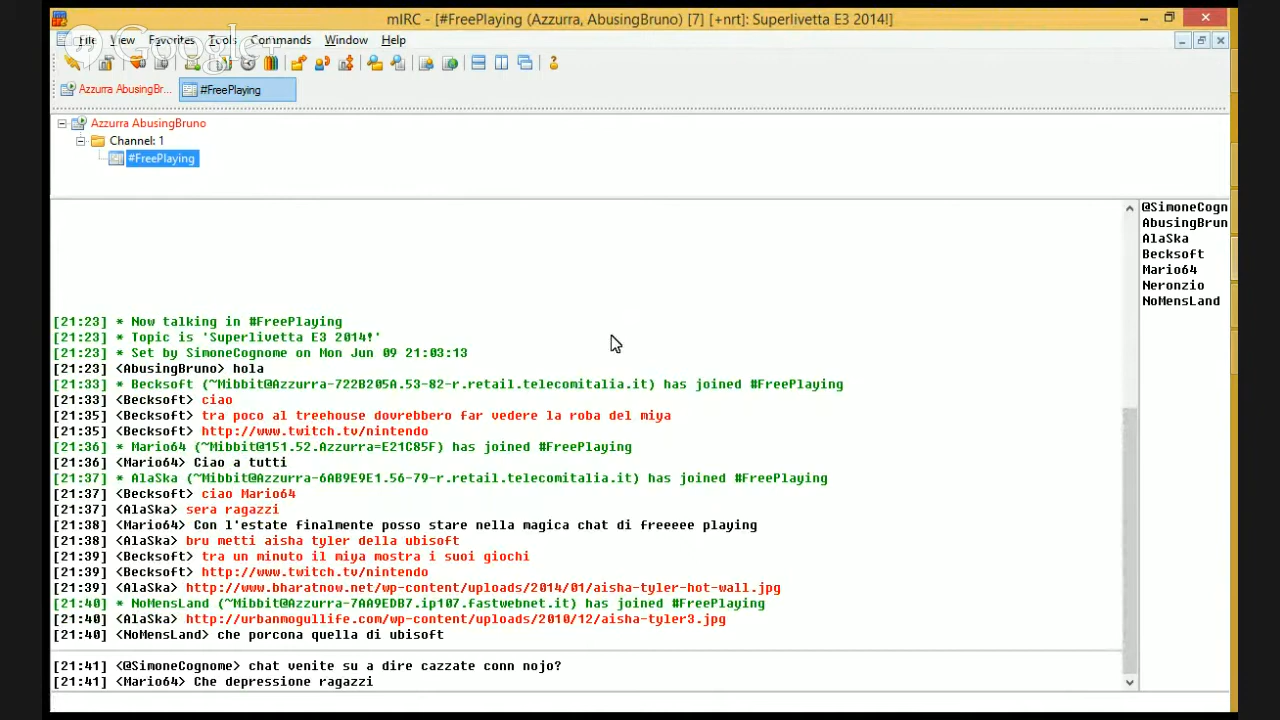 mIRC - [#FreePlaying (Azzurra, AbusingBruno) [7] [+nrt]: Superlivetta E3 2014!]
File View Favorites Tools Commands Window Help
Google+
Azzurra AbusingBr... #FreePlaying
Azzurra AbusingBruno
Channel: 1
#FreePlaying
@SimoneCogn
AbusingBrun
AlaSka
Becksoft
Mario64
Neronzio
NoMensLand
[21:23] * Now talking in #FreePlaying
[21:23] * Topic is 'Superlivetta E3 2014!'
[21:23] * Set by SimoneCognome on Mon Jun 09 21:03:13
[21:23] <AbusingBruno> hola
[21:33] * Becksoft (~Mibbit@Azzurra-722B205A.53-82-r.retail.telecomitalia.it) has joined #FreePlaying
[21:33] <Becksoft> ciao
[21:35] <Becksoft> tra poco al treehouse dovrebbero far vedere la roba del miya
[21:35] <Becksoft> http://www.twitch.tv/nintendo
[21:36] * Mario64 (~Mibbit@151.52.Azzurra=E21C85F) has joined #FreePlaying
[21:36] <Mario64> Ciao a tutti
[21:37] * AlaSka (~Mibbit@Azzurra-6AB9E9E1.56-79-r.retail.telecomitalia.it) has joined #FreePlaying
[21:37] <Becksoft> ciao Mario64
[21:37] <AlaSka> sera ragazzi
[21:38] <Mario64> Con l'estate finalmente posso stare nella magica chat di freeeee playing
[21:38] <AlaSka> bru metti aisha tyler della ubisoft
[21:39] <Becksoft> tra un minuto il miya mostra i suoi giochi
[21:39] <Becksoft> http://www.twitch.tv/nintendo
[21:39] <AlaSka> http://www.bharatnow.net/wp-content/uploads/2014/01/aisha-tyler-hot-wall.jpg
[21:40] * NoMensLand (~Mibbit@Azzurra-7AA9EDB7.ip107.fastwebnet.it) has joined #FreePlaying
[21:40] <AlaSka> http://urbanmogullife.com/wp-content/uploads/2010/12/aisha-tyler3.jpg
[21:40] <NoMensLand> che porcona quella di ubisoft
[21:41] <@SimoneCognome> chat venite su a dire cazzate conn nojo?
[21:41] <Mario64> Che depressione ragazzi